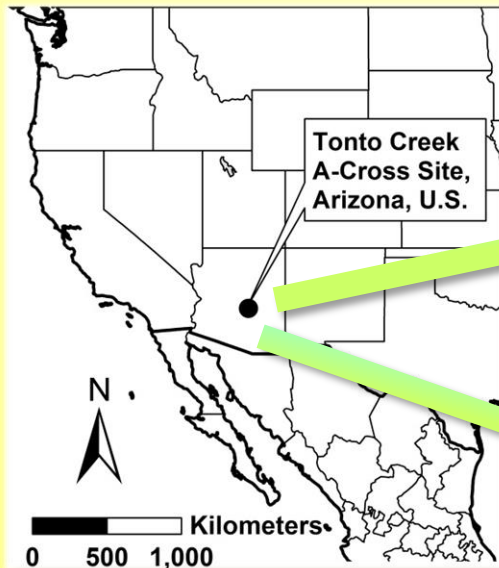 Tonto Creek
A-Cross Site,
Arizona, U.S.
N
Kilometers
0 500 1,000